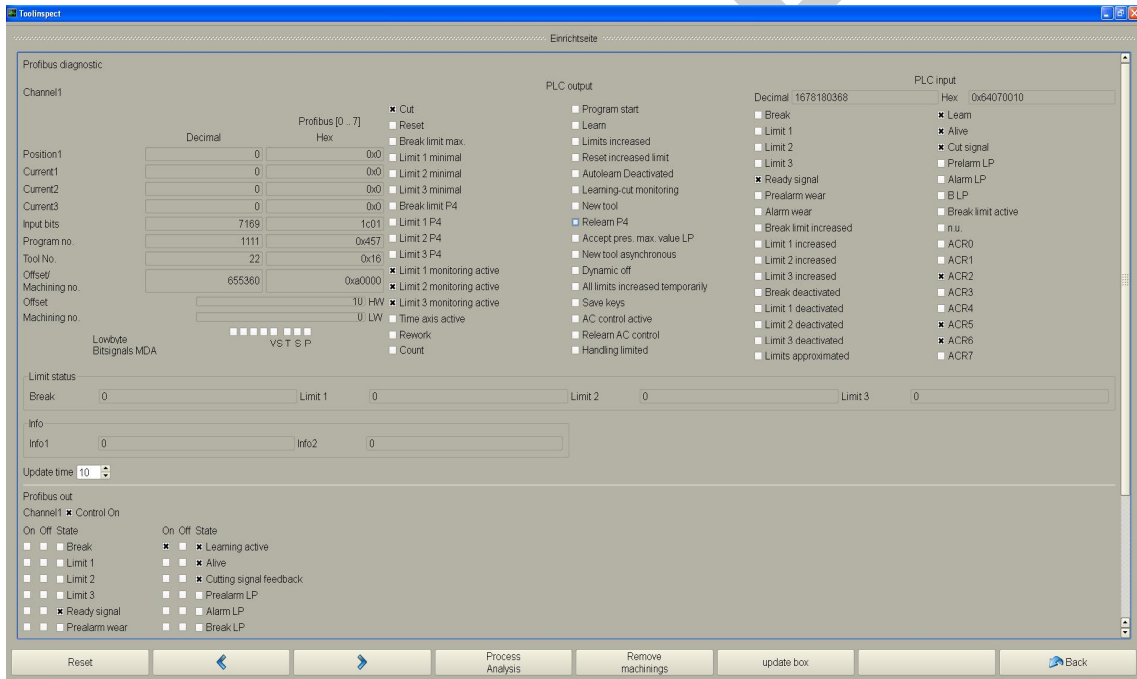 Toolinspect
Einrichtseite
Profibus diagnostic
Channel1
Profibus [0 .. 7]
Decimal Hex
Position1 0 0x0
Current1 0 0x0
Current2 0 0x0
Current3 0 0x0
Input bits 7169 1c01
Program no. 1111 0x457
Tool No. 22 0x16
Offset/
Machining no. 655360 0xa0000
Offset 10 HW
Machining no. 0 LW
Lowbyte
Bitsignals MDA
VS T S P
PLC output
Cut
Reset
Break limit max.
Limit 1 minimal
Limit 2 minimal
Limit 3 minimal
Break limit P4
Limit 1 P4
Limit 2 P4
Limit 3 P4
Limit 1 monitoring active
Limit 2 monitoring active
Limit 3 monitoring active
Time axis active
Rework
Count
Program start
Learn
Limits increased
Reset increased limit
Autolearn Deactivated
Learning-cut monitoring
New tool
Relearn P4
Accept pres. max. value LP
New tool asynchronous
Dynamic off
All limits increased temporarily
Save keys
AC control active
Relearn AC control
Handling limited
PLC input
Decimal 1678180368 Hex 0x64070010
Break
Limit 1
Limit 2
Limit 3
Ready signal
Prealarm wear
Alarm wear
Break limit increased
Limit 1 increased
Limit 2 increased
Limit 3 increased
Break deactivated
Limit 1 deactivated
Limit 2 deactivated
Limit 3 deactivated
Limits approximated
Learn
Alive
Cut signal
Prelarm LP
Alarm LP
B LP
Break limit active
n.u.
ACR0
ACR1
ACR2
ACR3
ACR4
ACR5
ACR6
ACR7
Limit status
Break 0 Limit 1 0 Limit 2 0 Limit 3 0
Info
Info1 0 Info2 0
Update time 10
Profibus out
Channel1 Control On
On Off State On Off State
Break Learning active
Limit 1 Alive
Limit 2 Cutting signal feedback
Limit 3 Prealarm LP
Ready signal Alarm LP
Prealarm wear Break LP
Reset
Process
Analysis
Remove
machinings
update box
Back